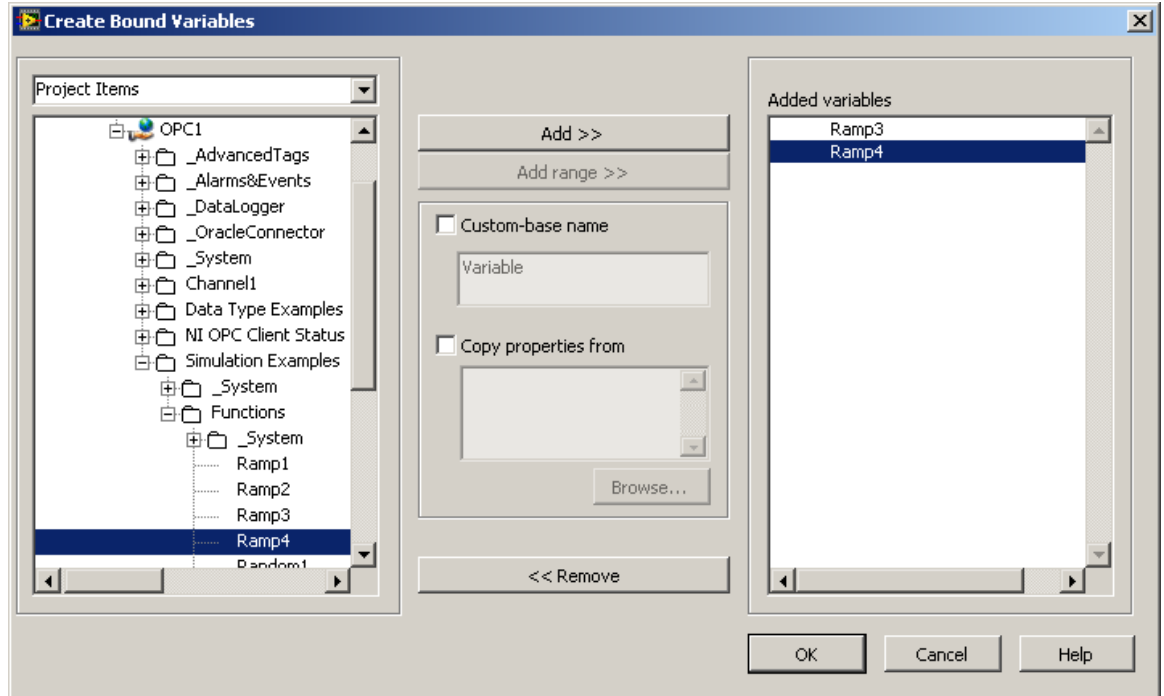 Create Bound Variables
Project Items
OPC1
_AdvancedTags
_Alarms&Events
_DataLogger
_OracleConnector
_System
Channel1
Data Type Examples
NI OPC Client Status
Simulation Examples
_System
Functions
_System
Ramp1
Ramp2
Ramp3
Ramp4
Random1
Add >>
Add range >>
Custom-base name
Variable
Copy properties from
Browse...
<< Remove
Added variables
Ramp3
Ramp4
OK
Cancel
Help